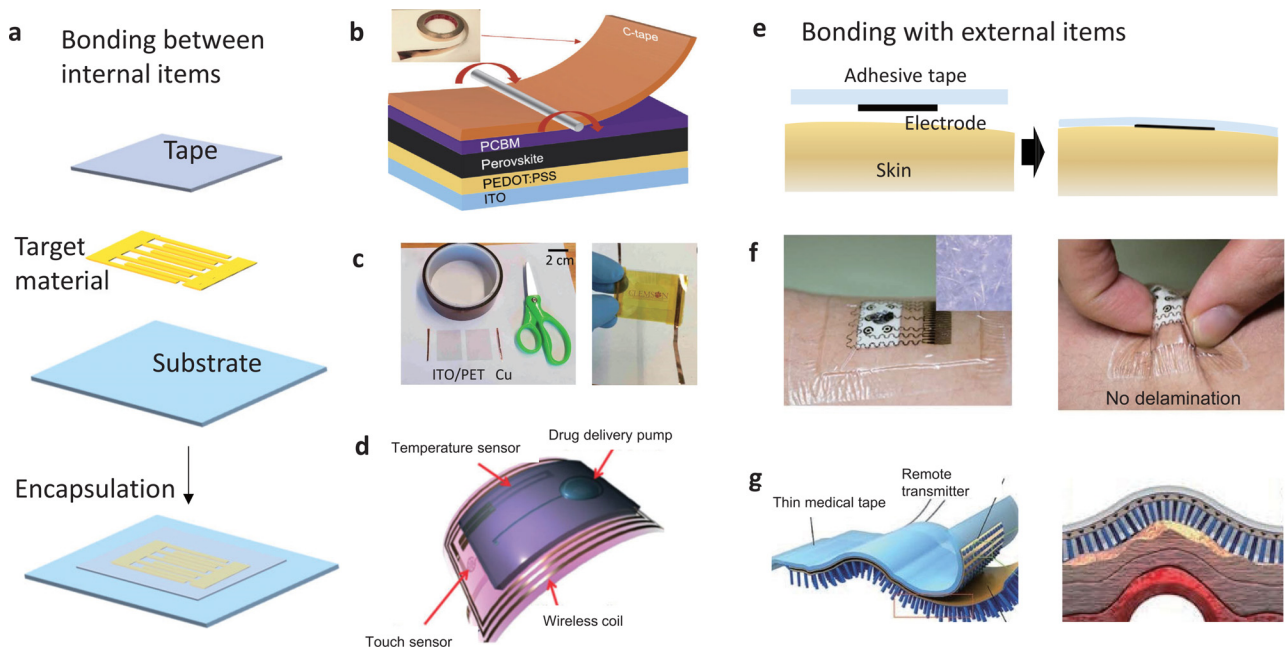 a
Bonding between
internal items
Tape
Target
material
Substrate
Encapsulation
b
C-tape
PCBM
Perovskite
PEDOT:PSS
ITO
c
2 cm
ITO/PET Cu
d
Temperature sensor
Drug delivery pump
Touch sensor
Wireless coil
e
Bonding with external items
Adhesive tape
Electrode
Skin
f
No delamination
g
Thin medical tape
Remote
transmitter